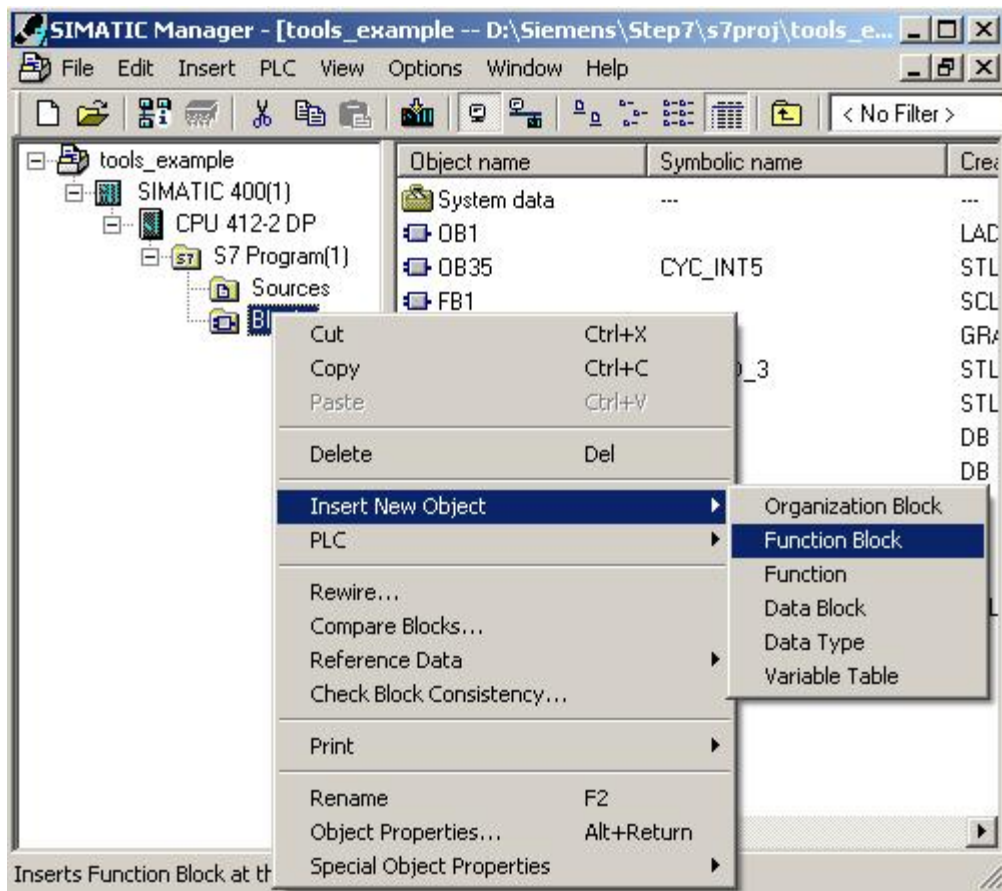 SIMATIC Manager - [tools_example -- D:\Siemens\Step7\s7proj\tools_e...
File Edit Insert PLC View Options Window Help
< No Filter >
tools_example
SIMATIC 400(1)
CPU 412-2 DP
S7 Program(1)
Sources
Object name Symbolic name
System data --- ---
OB1 LAD
OB35 CYC_INT5 STL
FB1 SCL
_3 STL
STL
DB
DB
Cut Ctrl+X
Copy Ctrl+C
Paste Ctrl+V
Delete Del
Insert New Object
PLC
Rewire...
Compare Blocks...
Reference Data
Check Block Consistency...
Print
Rename F2
Object Properties... Alt+Return
Special Object Properties
Organization Block
Function Block
Function
Data Block
Data Type
Variable Table
Inserts Function Block at